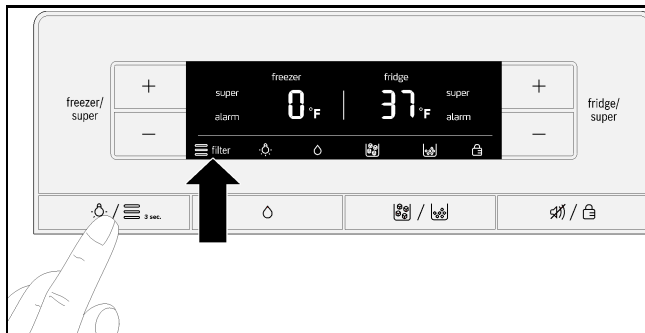 freezer fridge
super super
0 °F 37 °F
alarm alarm
filter
freezer/
super
+
−
+
−
fridge/
super
/ 3 sec.
/
/